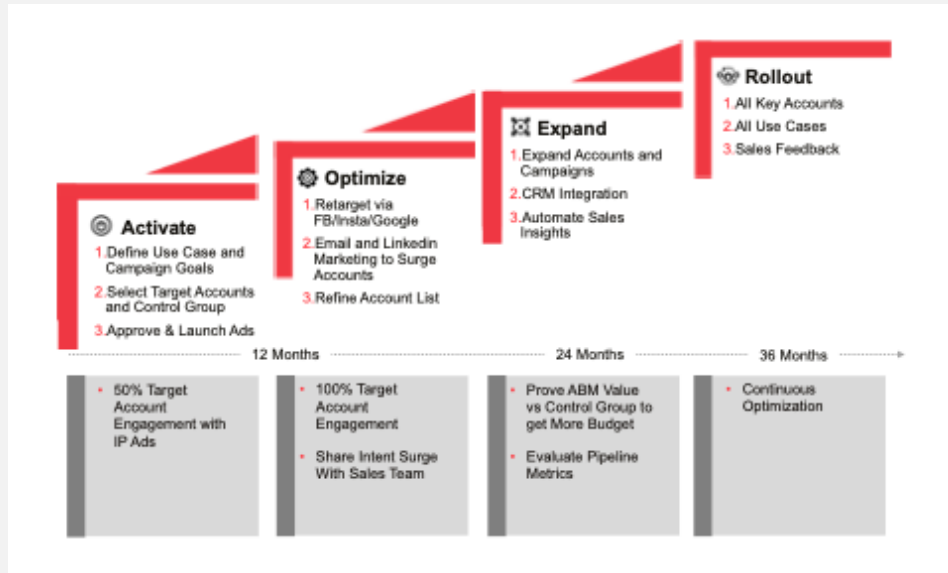 Activate
1.Define Use Case and
Campaign Goals
2.Select Target Accounts
and Control Group
3.Approve & Launch Ads
Optimize
1.Retarget via
FB/Insta/Google
2.Email and Linkedin
Marketing to Surge
Accounts
3.Refine Account List
Expand
1.Expand Accounts and
Campaigns
2.CRM Integration
3.Automate Sales
Insights
Rollout
1.All Key Accounts
2.All Use Cases
3.Sales Feedback
12 Months
24 Months
36 Months
• 50% Target
Account
Engagement with
IP Ads
• 100% Target
Account
Engagement
• Share Intent Surge
With Sales Team
• Prove ABM Value
vs Control Group to
get More Budget
• Evaluate Pipeline
Metrics
• Continuous
Optimization